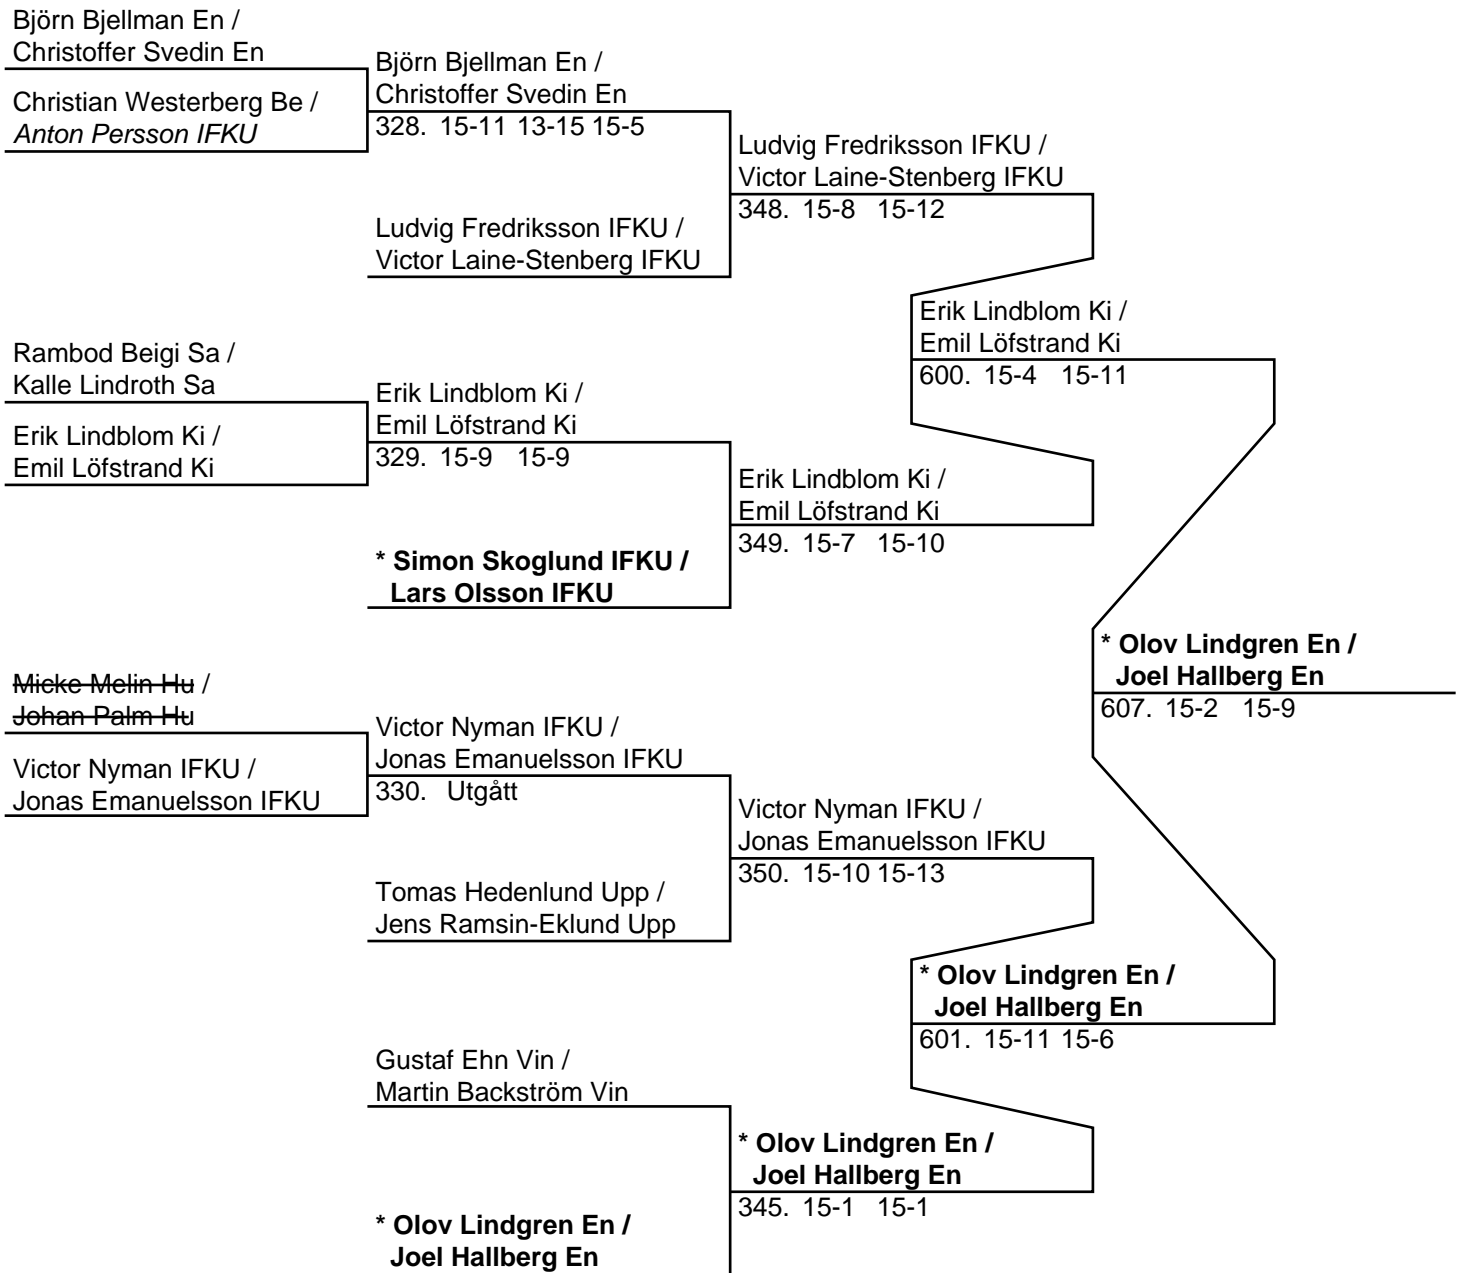 Björn Bjellman En /
Christoffer Svedin En
Christian Westerberg Be /
Anton Persson IFKU
Björn Bjellman En /
Christoffer Svedin En
328. 15-11 13-15 15-5
Ludvig Fredriksson IFKU /
Victor Laine-Stenberg IFKU
Ludvig Fredriksson IFKU /
Victor Laine-Stenberg IFKU
348. 15-8 15-12
Rambod Beigi Sa /
Kalle Lindroth Sa
Erik Lindblom Ki /
Emil Löfstrand Ki
Erik Lindblom Ki /
Emil Löfstrand Ki
329. 15-9 15-9
* Simon Skoglund IFKU /
Lars Olsson IFKU
Erik Lindblom Ki /
Emil Löfstrand Ki
349. 15-7 15-10
Erik Lindblom Ki /
Emil Löfstrand Ki
600. 15-4 15-11
Micke Melin Hu /
Johan Palm Hu
Victor Nyman IFKU /
Jonas Emanuelsson IFKU
Victor Nyman IFKU /
Jonas Emanuelsson IFKU
330. Utgått
Tomas Hedenlund Upp /
Jens Ramsin-Eklund Upp
Victor Nyman IFKU /
Jonas Emanuelsson IFKU
350. 15-10 15-13
Gustaf Ehn Vin /
Martin Backström Vin
* Olov Lindgren En /
Joel Hallberg En
* Olov Lindgren En /
Joel Hallberg En
345. 15-1 15-1
* Olov Lindgren En /
Joel Hallberg En
601. 15-11 15-6
* Olov Lindgren En /
Joel Hallberg En
607. 15-2 15-9